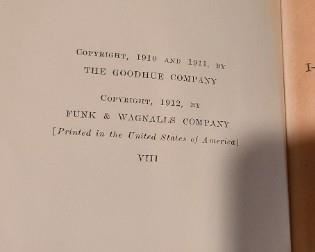 COPYRIGHT, 1910 AND 1911, BY
THE GOODHUE COMPANY
COPYRIGHT, 1912, BY
FUNK & WAGNALLS COMPANY
[Printed in the United States of America]
VIII